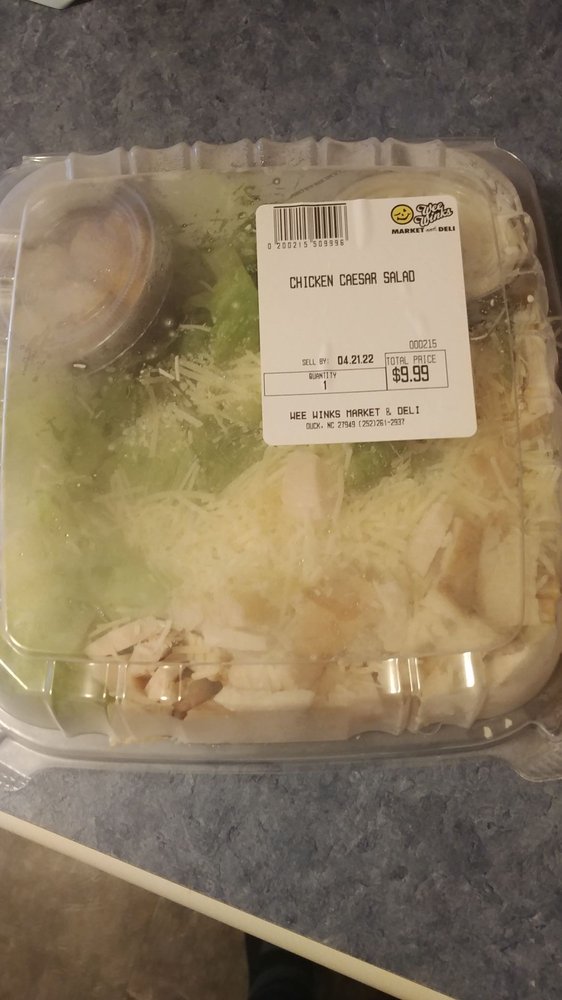 Wee
Winks
MARKET and DELI
0 200215 509996
CHICKEN CAESAR SALAD
000215
SELL BY: 04.21.22
TOTAL PRICE
QUANTITY
1
$9.99
WEE WINKS MARKET & DELI
DUCK, NC 27949 (252)261-2937